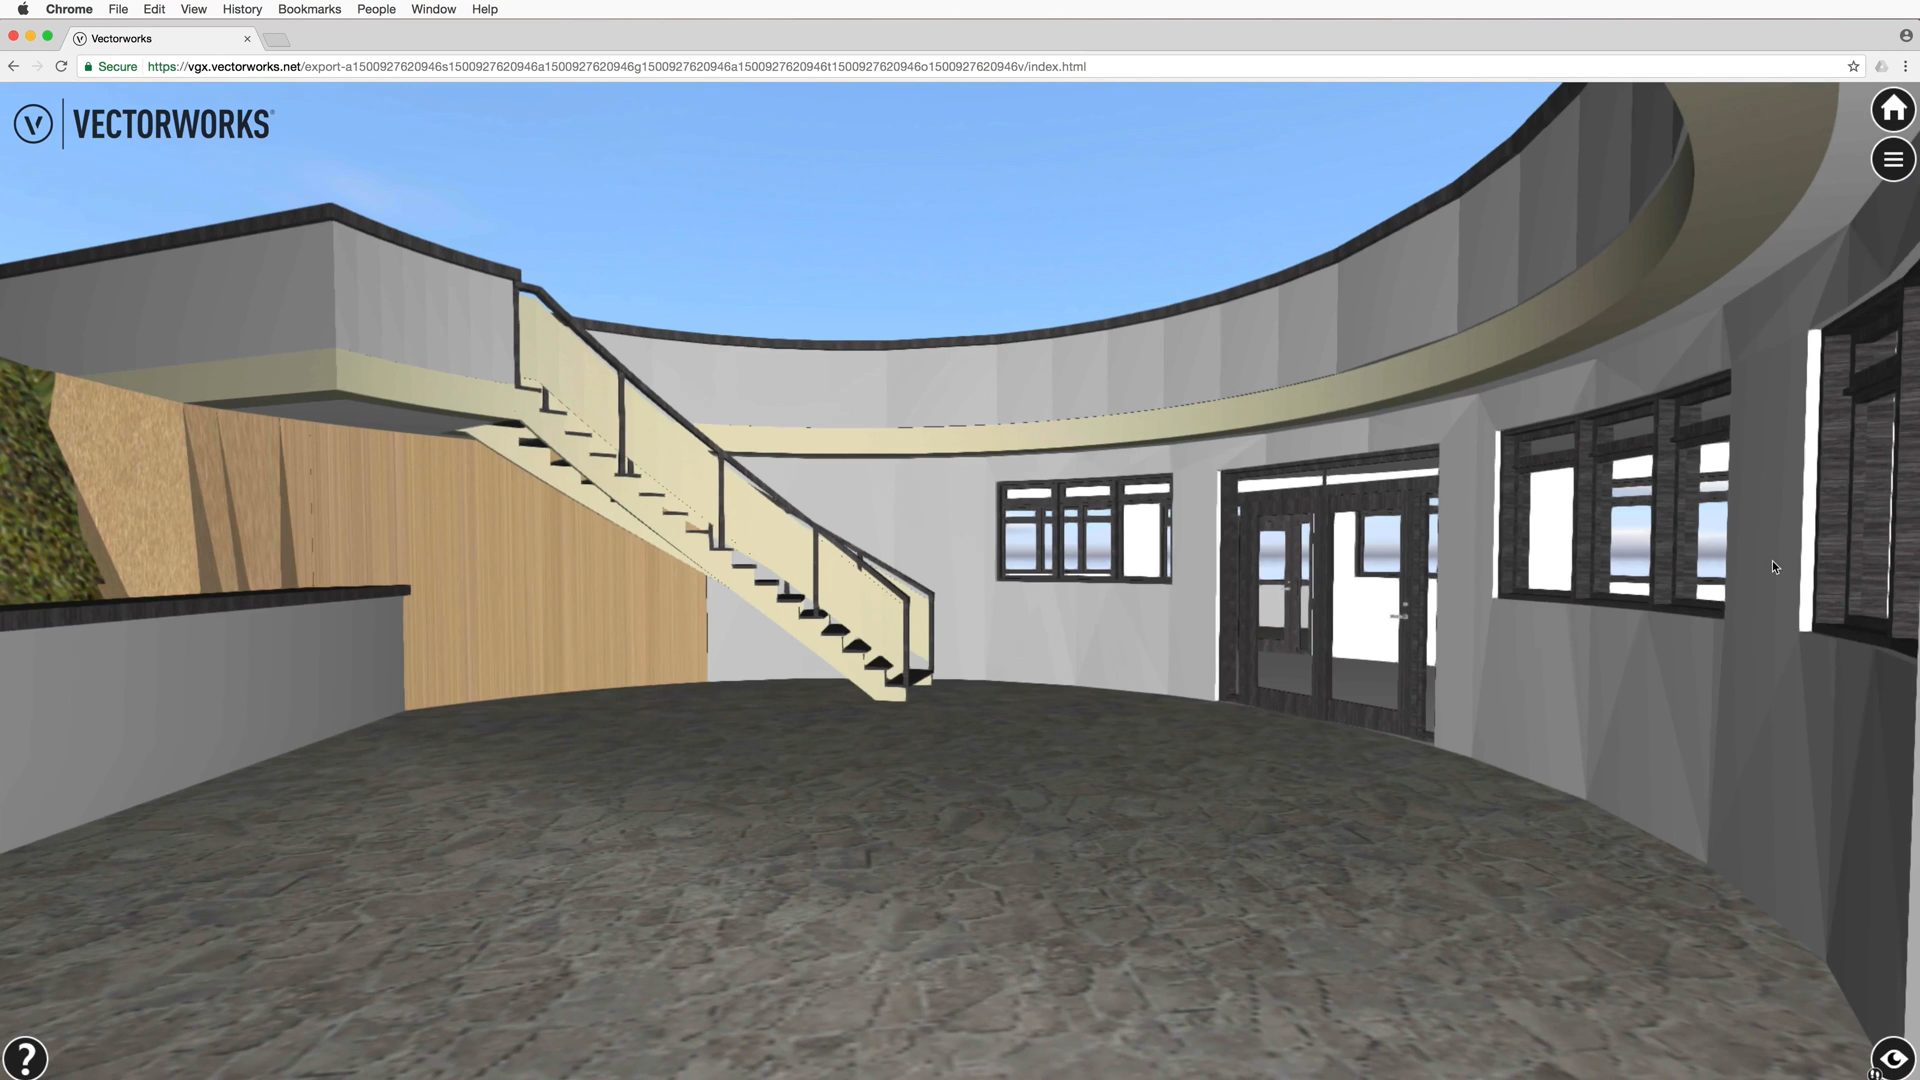 Chrome File Edit View History Bookmarks People Window Help
Vectorworks
Secure https://vgx.vectorworks.net/export-a1500927620946s1500927620946a1500927620946g1500927620946a1500927620946t1500927620946o1500927620946v/index.html
VECTORWORKS®
?